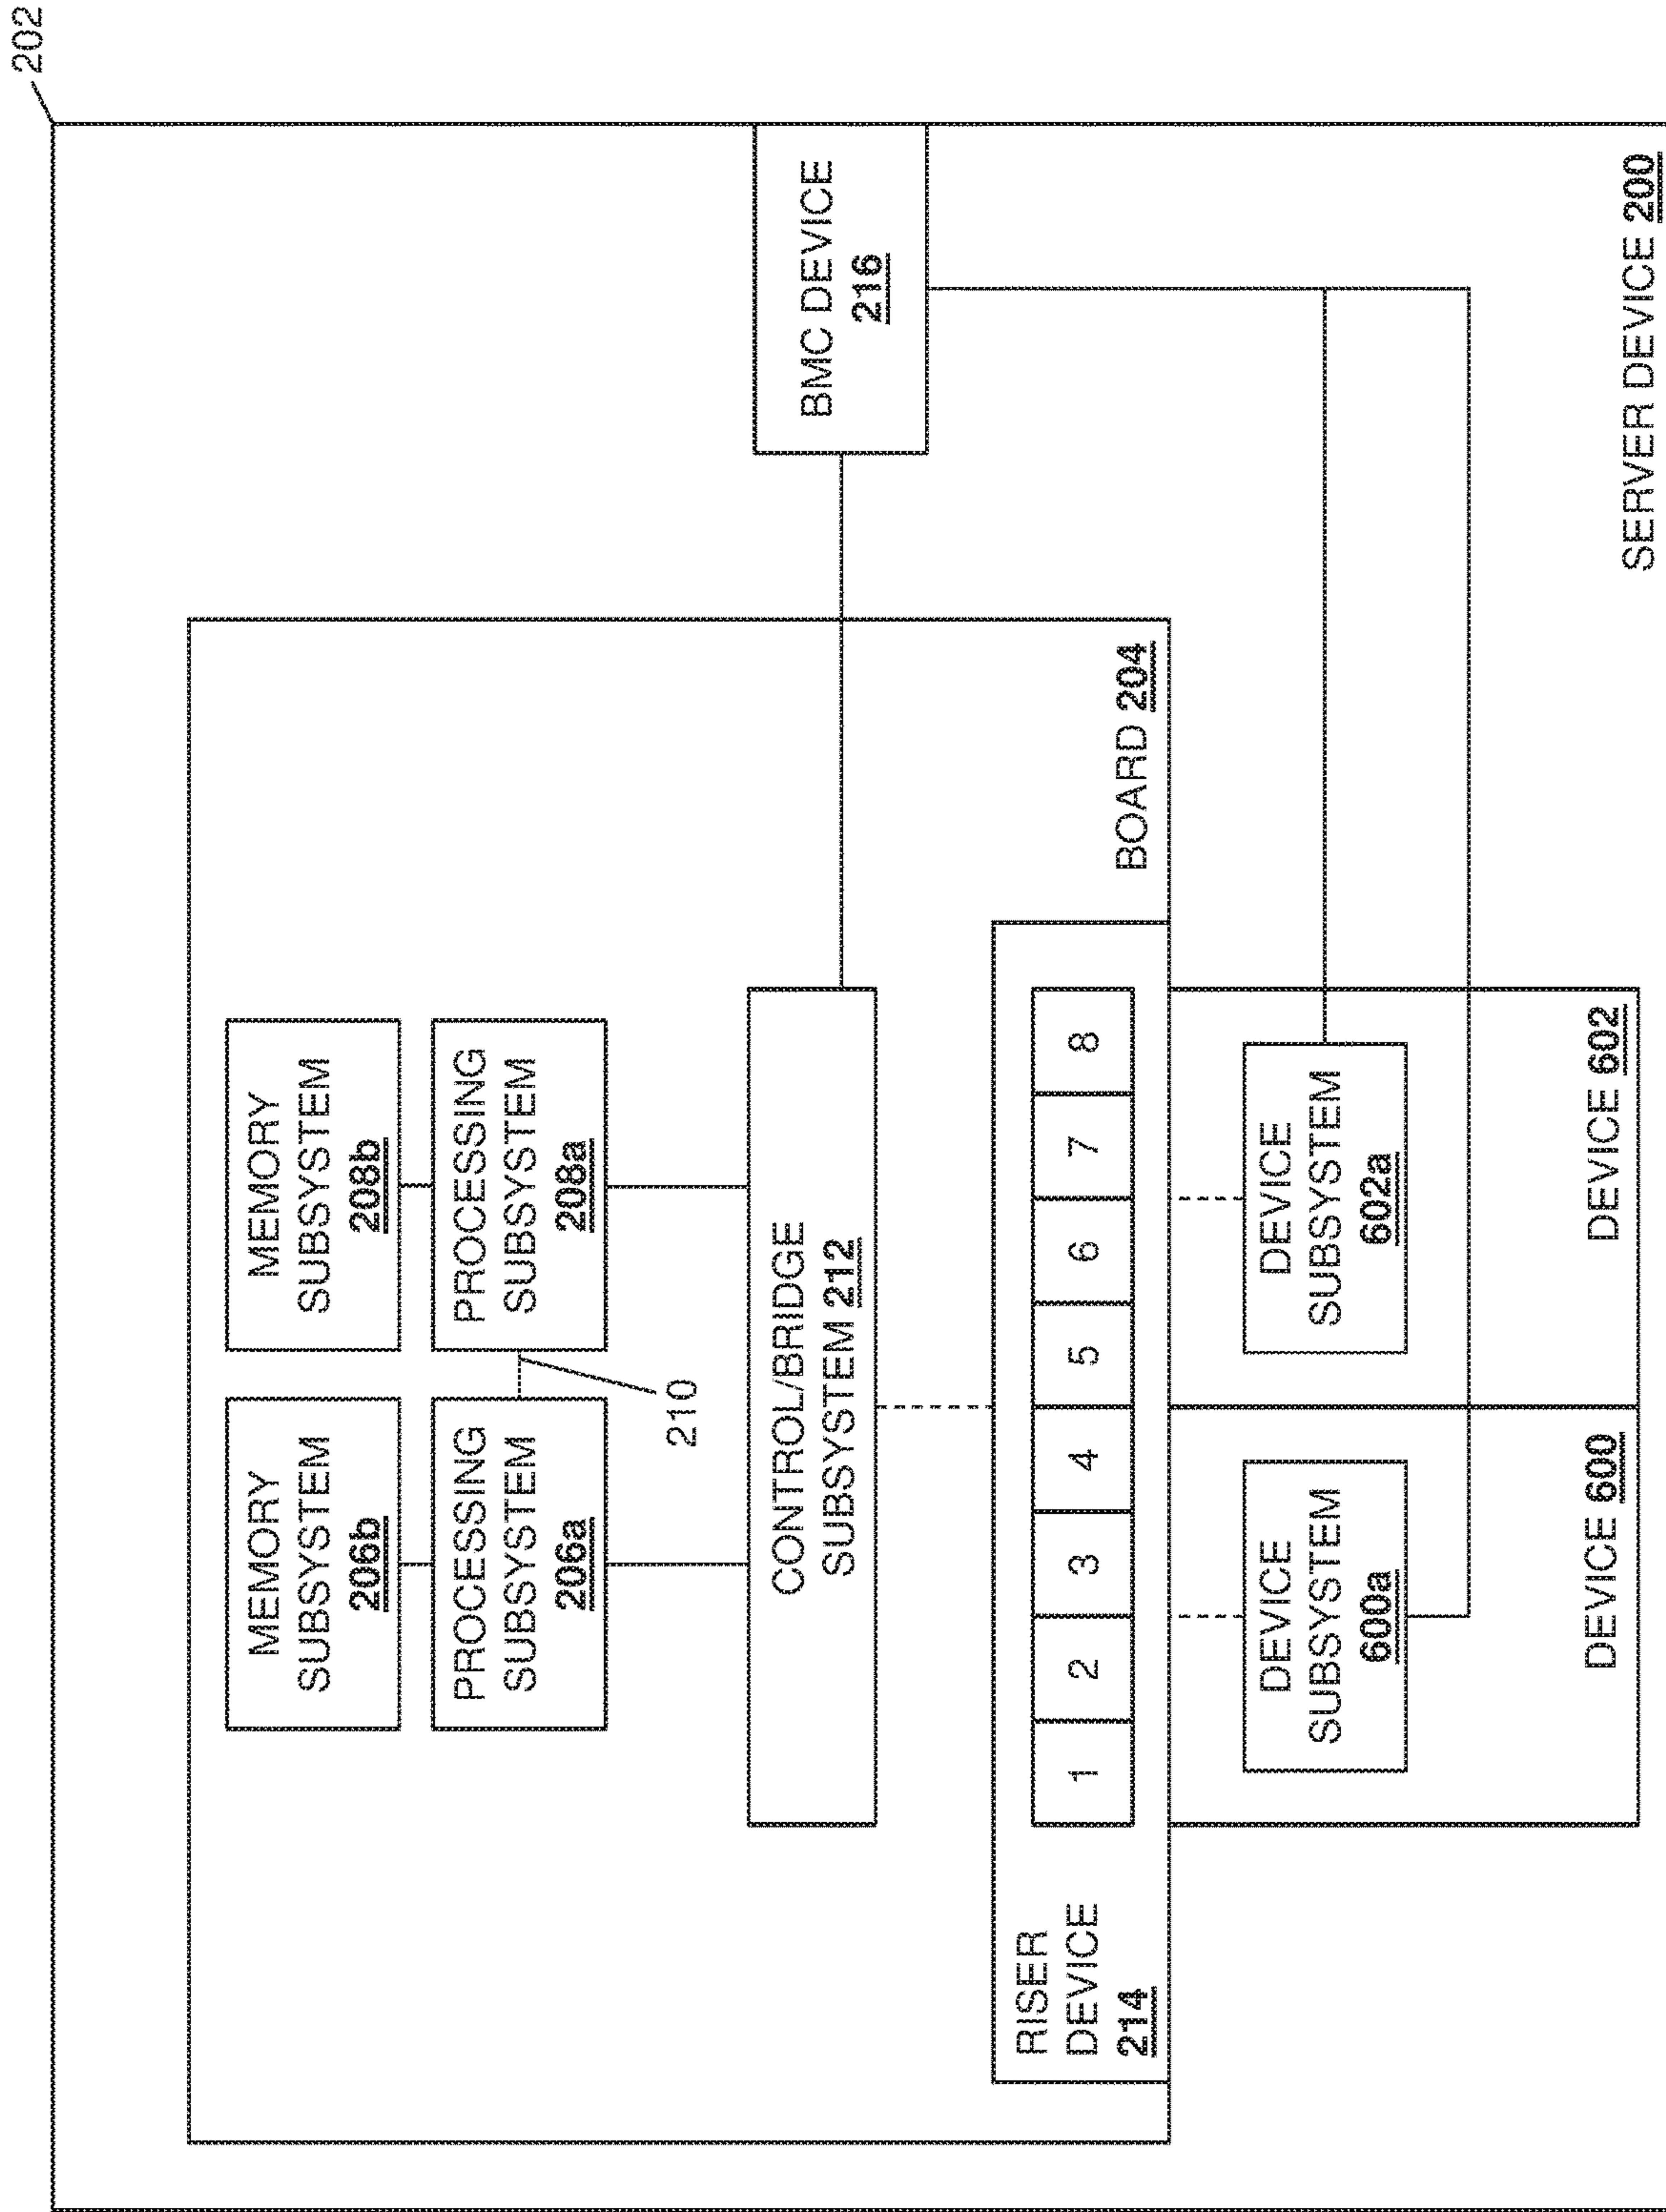 202
MEMORY
SUBSYSTEM
206b
MEMORY
SUBSYSTEM
208b
PROCESSING
SUBSYSTEM
206a
PROCESSING
SUBSYSTEM
208a
210
CONTROL/BRIDGE
SUBSYSTEM 212
BMC DEVICE
216
RISER
DEVICE
214
1
2
3
4
5
6
7
8
BOARD 204
DEVICE
SUBSYSTEM
600a
DEVICE
SUBSYSTEM
602a
DEVICE 600
DEVICE 602
SERVER DEVICE 200